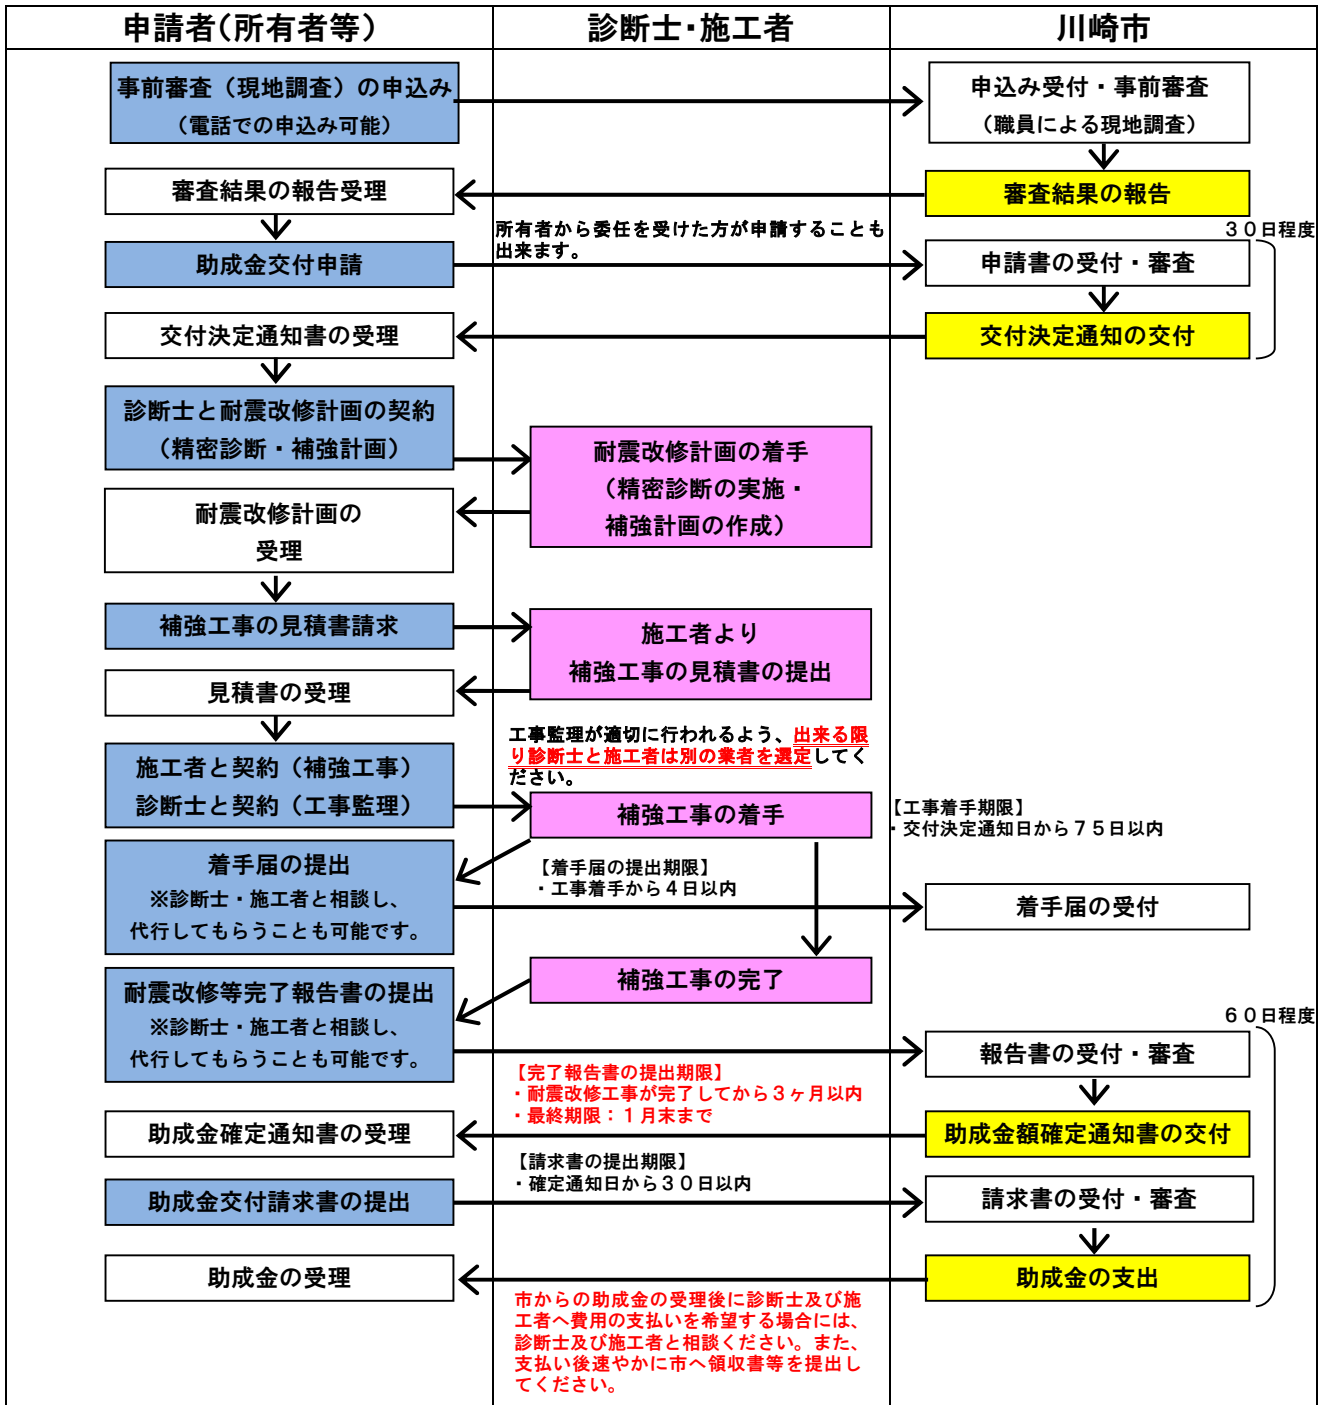 申請者(所有者等)
診断士・施工者
川崎市
事前審査（現地調査）の申込み
（電話での申込み可能）
申込み受付・事前審査
（職員による現地調査）
審査結果の報告受理
審査結果の報告
所有者から委任を受けた方が申請することも
出来ます。
３０日程度
助成金交付申請
申請書の受付・審査
交付決定通知書の受理
交付決定通知の交付
診断士と耐震改修計画の契約
（精密診断・補強計画）
耐震改修計画の着手
（精密診断の実施・
補強計画の作成）
耐震改修計画の
受理
補強工事の見積書請求
施工者より
補強工事の見積書の提出
見積書の受理
工事監理が適切に行われるよう、出来る限
り診断士と施工者は別の業者を選定してく
ださい。
施工者と契約（補強工事）
診断士と契約（工事監理）
補強工事の着手
【工事着手期限】
・交付決定通知日から７５日以内
着手届の提出
※診断士・施工者と相談し、
代行してもらうことも可能です。
【着手届の提出期限】
・工事着手から４日以内
着手届の受付
補強工事の完了
耐震改修等完了報告書の提出
※診断士・施工者と相談し、
代行してもらうことも可能です。
６０日程度
報告書の受付・審査
【完了報告書の提出期限】
・耐震改修工事が完了してから３ヶ月以内
・最終期限：１月末まで
助成金確定通知書の受理
助成金額確定通知書の交付
【請求書の提出期限】
・確定通知日から３０日以内
助成金交付請求書の提出
請求書の受付・審査
助成金の受理
助成金の支出
市からの助成金の受理後に診断士及び施
工者へ費用の支払いを希望する場合には、
診断士及び施工者と相談ください。また、
支払い後速やかに市へ領収書等を提出し
てください。